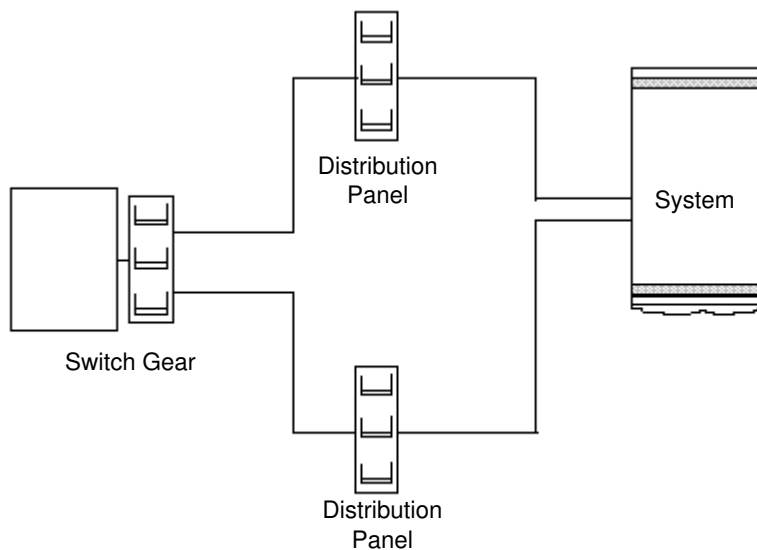 Distribution
Panel
System
Switch Gear
Distribution
Panel